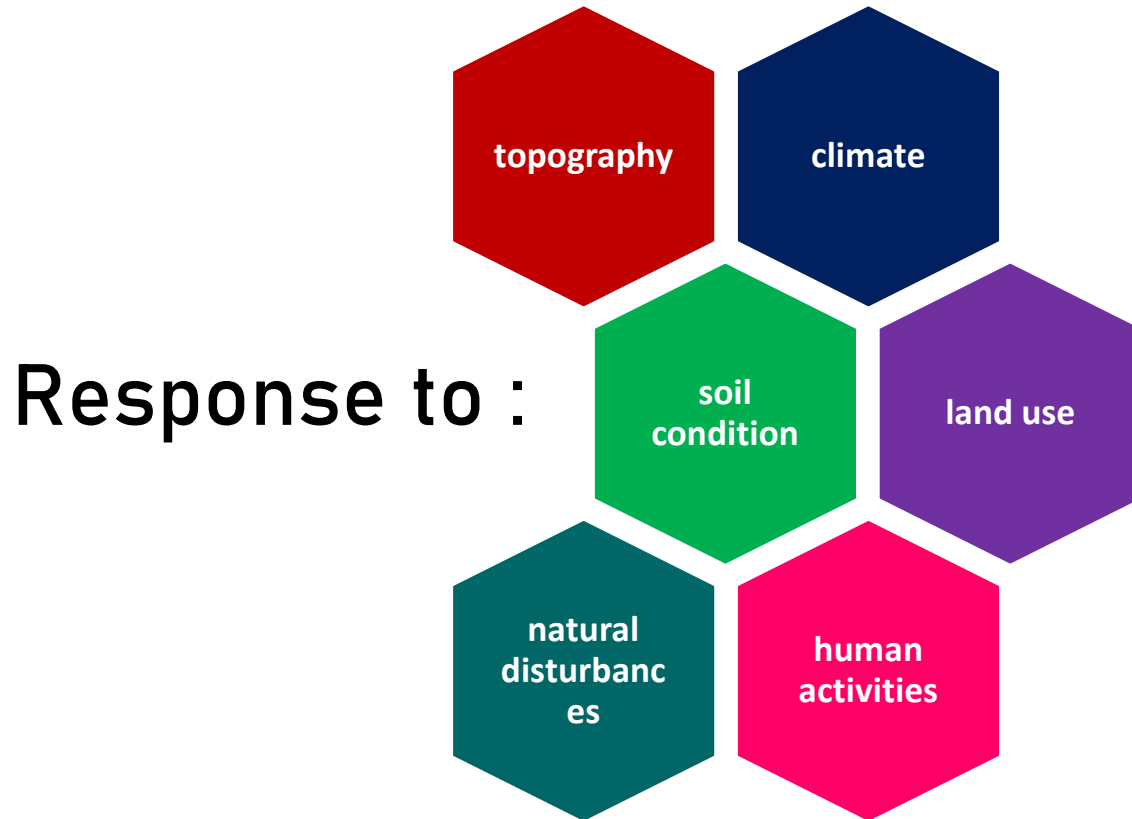 topography
climate
Response to :
soil
condition
land use
natural
disturbanc
es
human
activities